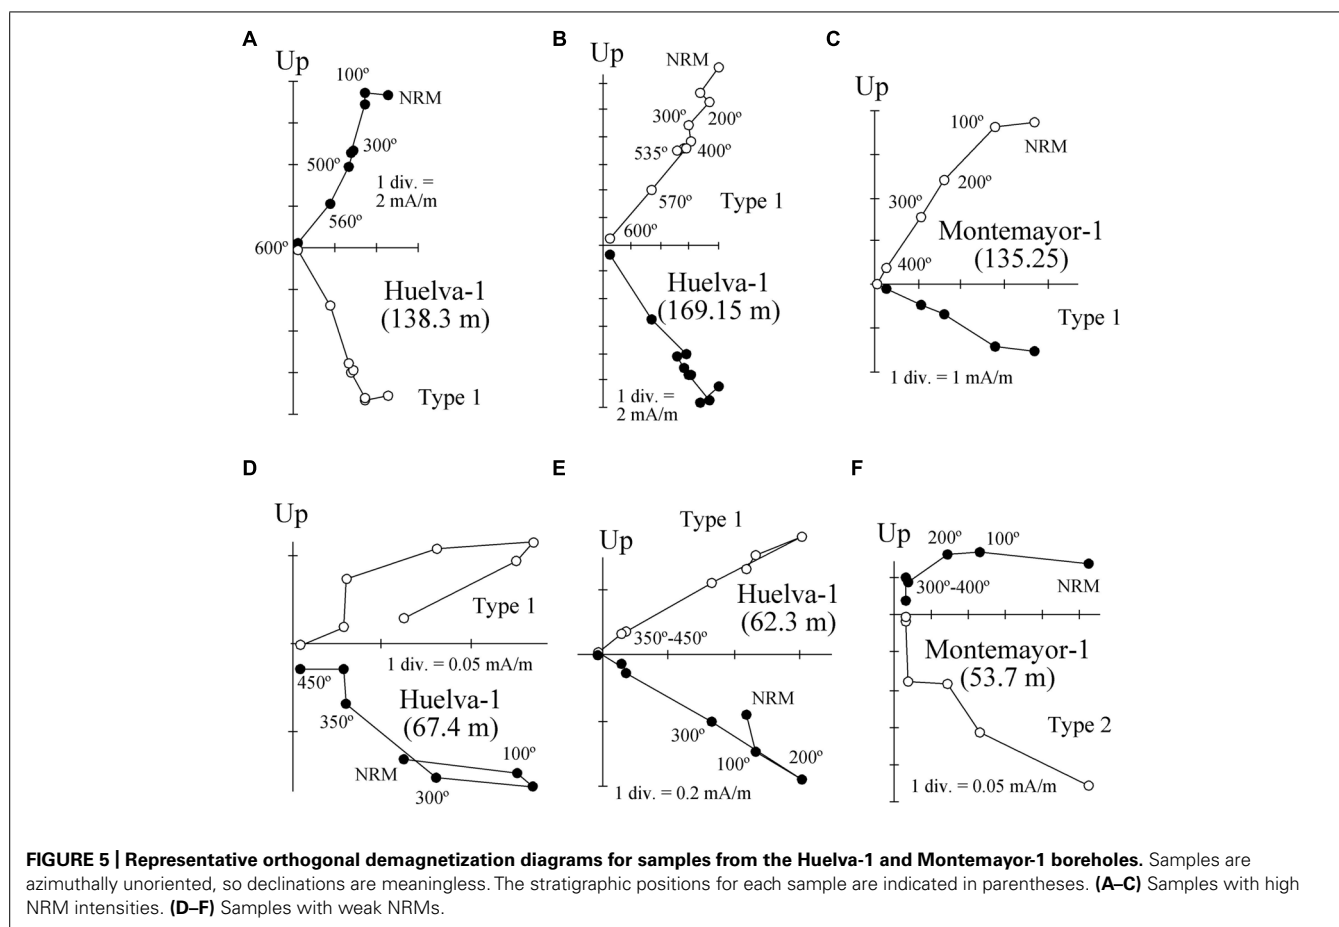 A
Up
100º
NRM
300º
500º
1 div. =
2 mA/m
560º
600º
Huelva-1
(138.3 m)
Type 1
B
Up
NRM
300º
200º
535º
400º
570º
Type 1
600º
Huelva-1
(169.15 m)
1 div. =
2 mA/m
C
Up
100º
NRM
200º
300º
Montemayor-1
(135.25)
400º
Type 1
1 div. = 1 mA/m
D
Up
Type 1
1 div. = 0.05 mA/m
450º
Huelva-1
350º
(67.4 m)
100º
NRM
300º
E
Type 1
Up
Huelva-1
(62.3 m)
350º-450º
NRM
300º
100º
200º
1 div. = 0.2 mA/m
F
Up
200º
100º
300º-400º
NRM
Montemayor-1
(53.7 m)
Type 2
1 div. = 0.05 mA/m
FIGURE 5 | Representative orthogonal demagnetization diagrams for samples from the Huelva-1 and Montemayor-1 boreholes. Samples are
azimuthally unoriented, so declinations are meaningless. The stratigraphic positions for each sample are indicated in parentheses. (A–C) Samples with high
NRM intensities. (D–F) Samples with weak NRMs.